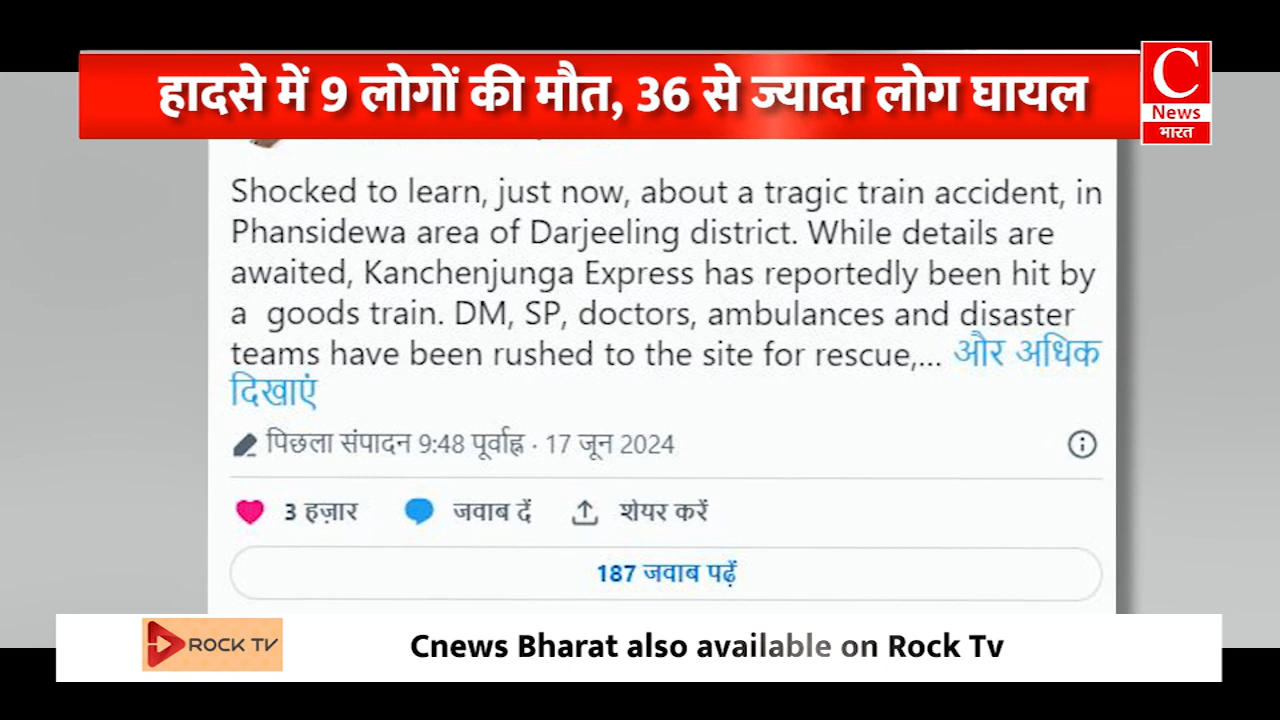 हादसे में 9 लोगों की मौत, 36 से ज्यादा लोग घायल
C
News
भारत
Shocked to learn, just now, about a tragic train accident, in
Phansidewa area of Darjeeling district. While details are
awaited, Kanchenjunga Express has reportedly been hit by
a goods train. DM, SP, doctors, ambulances and disaster
teams have been rushed to the site for rescue,... और अधिक
दिखाएं
पिछला संपादन 9:48 पूर्वाह्न · 17 जून 2024
3 हज़ार जवाब दें शेयर करें
187 जवाब पढ़ें
ROCK TV
Cnews Bharat also available on Rock Tv